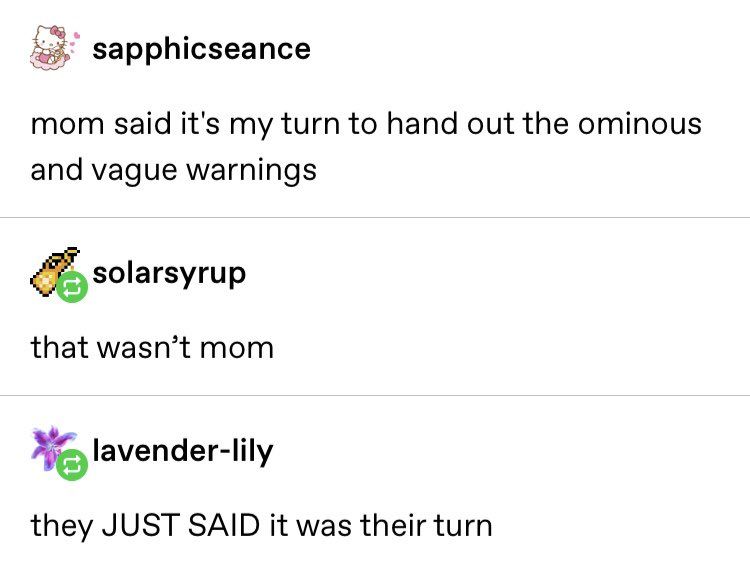 sapphicseance
mom said it's my turn to hand out the ominous
and vague warnings
solarsyrup
that wasn’t mom
lavender-lily
they JUST SAID it was their turn